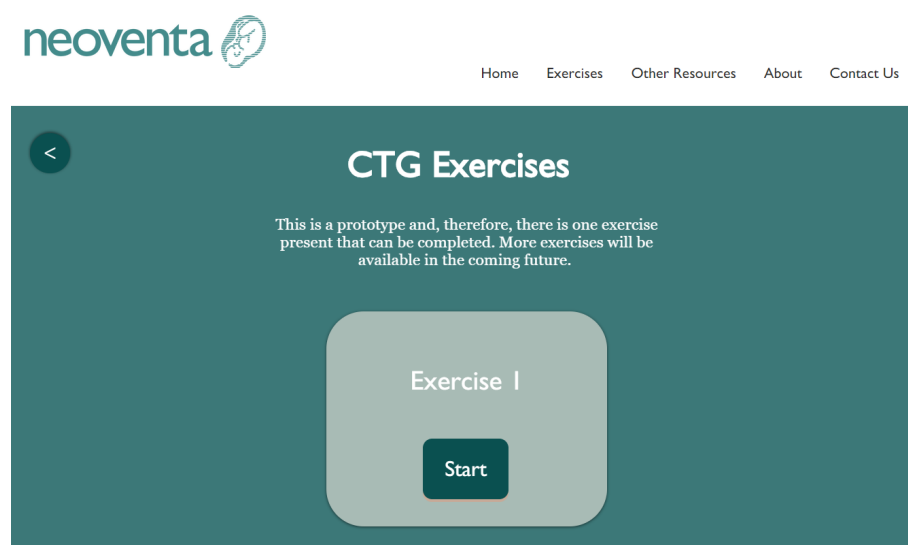 neoventa
Home Exercises Other Resources About Contact Us
<
CTG Exercises
This is a prototype and, therefore, there is one exercise
present that can be completed. More exercises will be
available in the coming future.
Exercise 1
Start